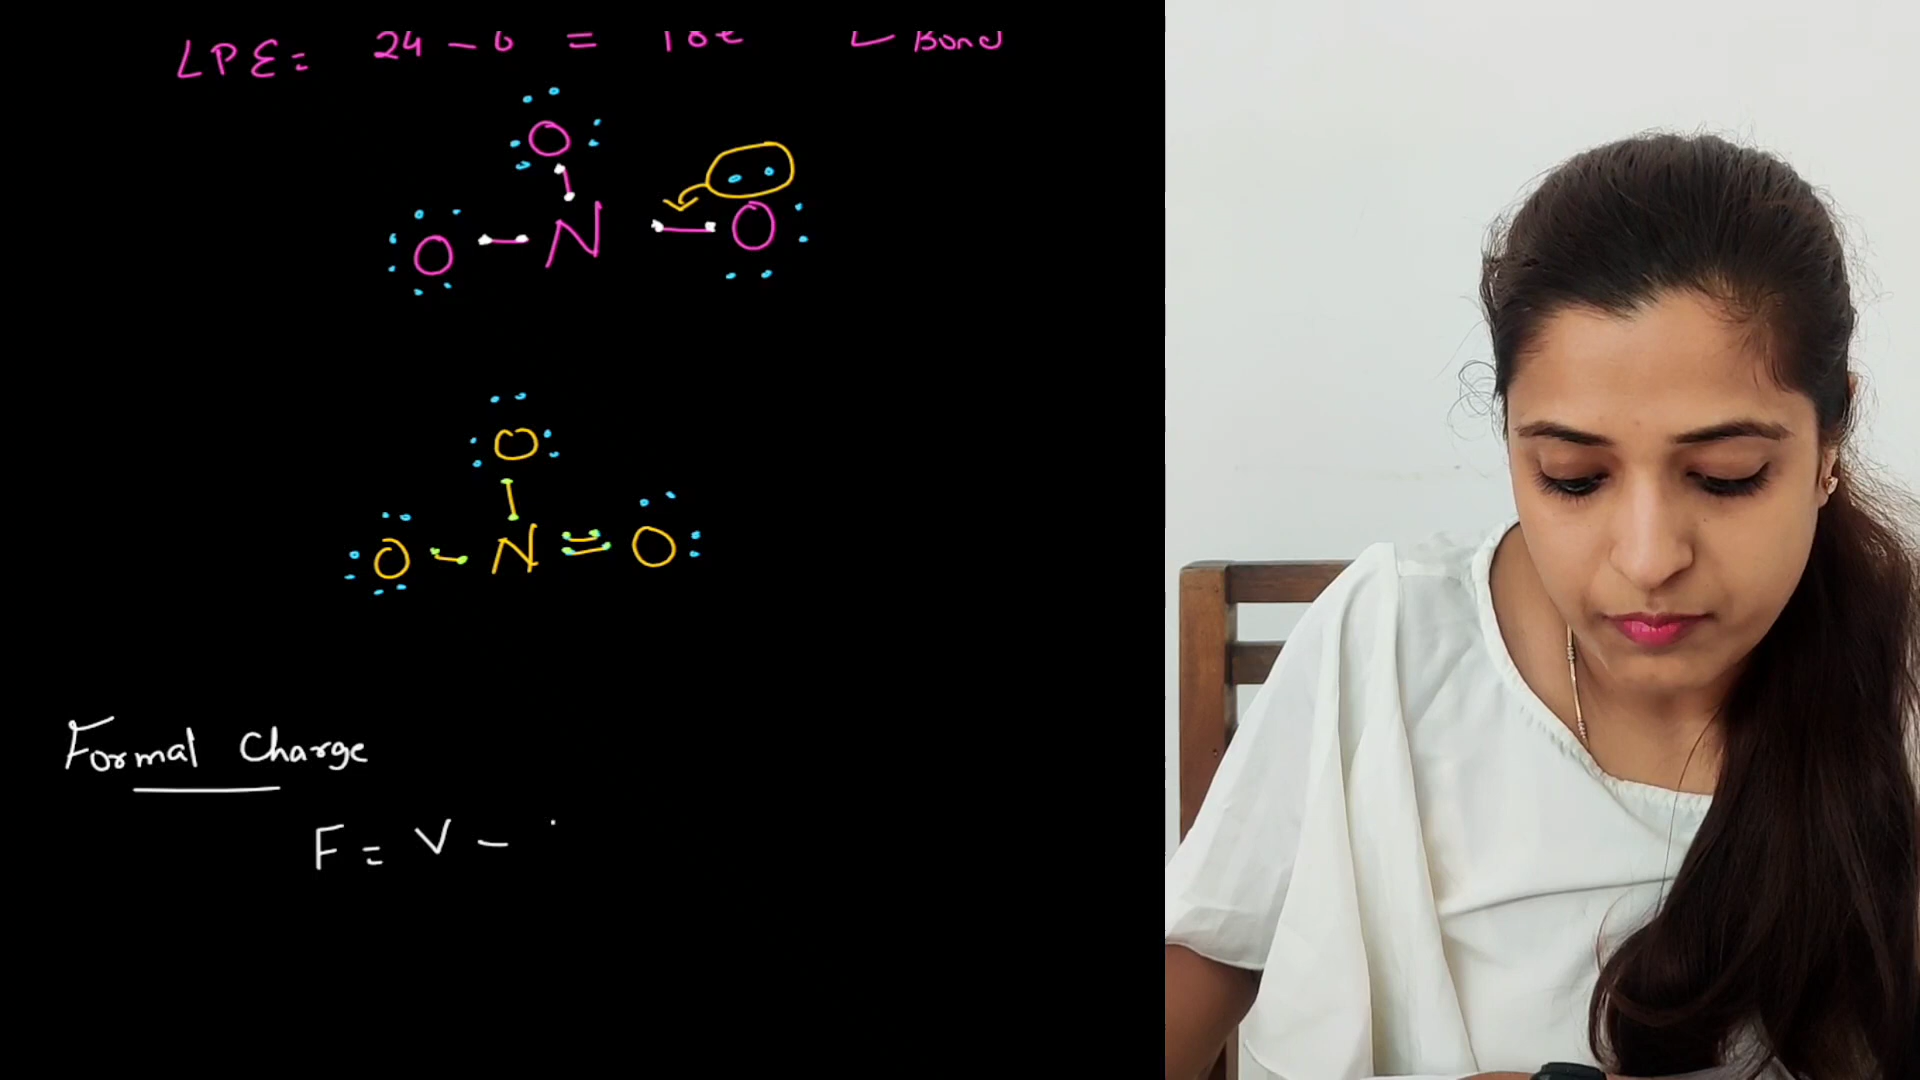 LPE= 24 - 6 = 18e Bond
O
O - N - O
O
O - N = O
Formal Charge
F = V -